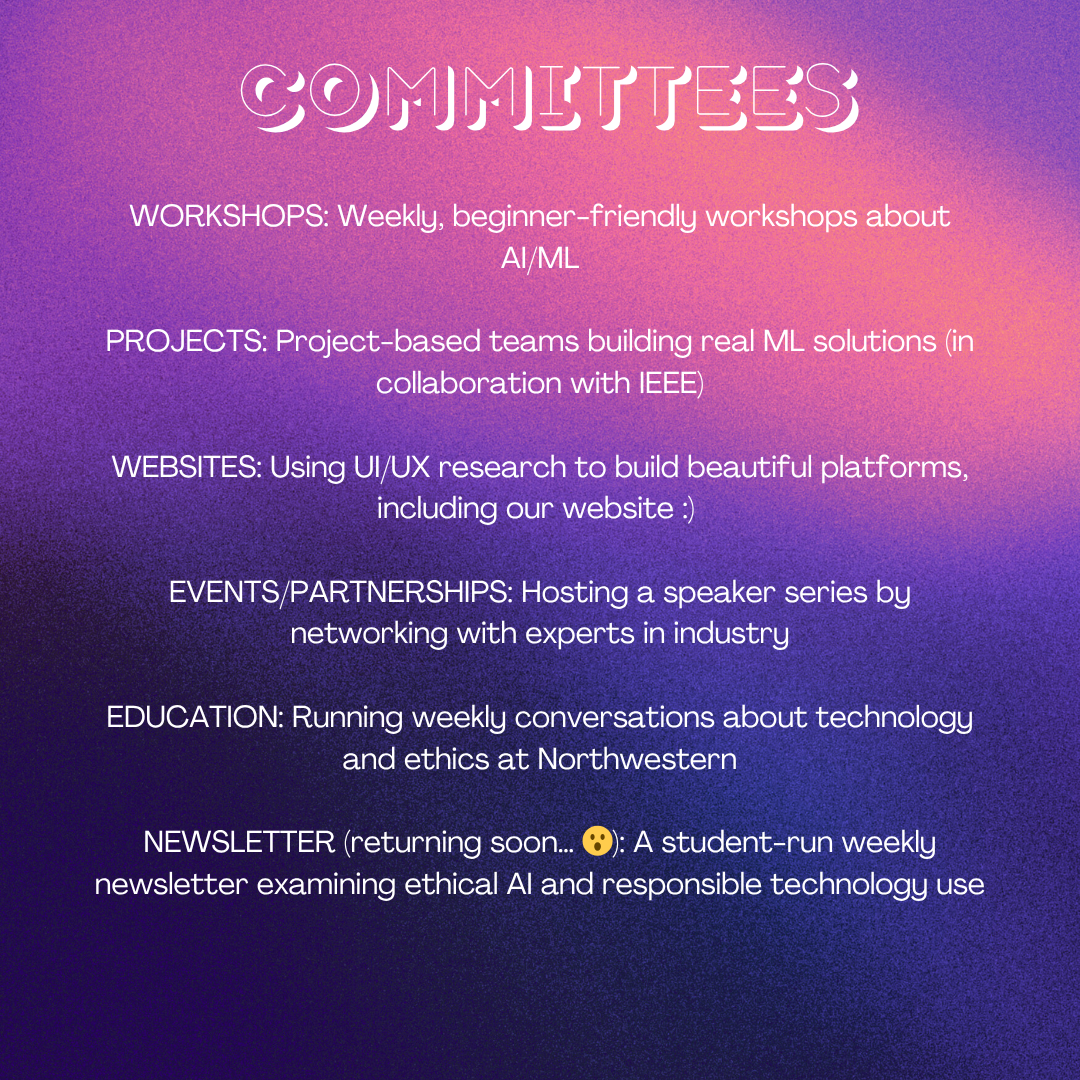 COMMITTEES
WORKSHOPS: Weekly, beginner-friendly workshops about
AI/ML
PROJECTS: Project-based teams building real ML solutions (in
collaboration with IEEE)
WEBSITES: Using UI/UX research to build beautiful platforms,
including our website :)
EVENTS/PARTNERSHIPS: Hosting a speaker series by
networking with experts in industry
EDUCATION: Running weekly conversations about technology
and ethics at Northwestern
NEWSLETTER (returning soon... 😮): A student-run weekly
newsletter examining ethical AI and responsible technology use